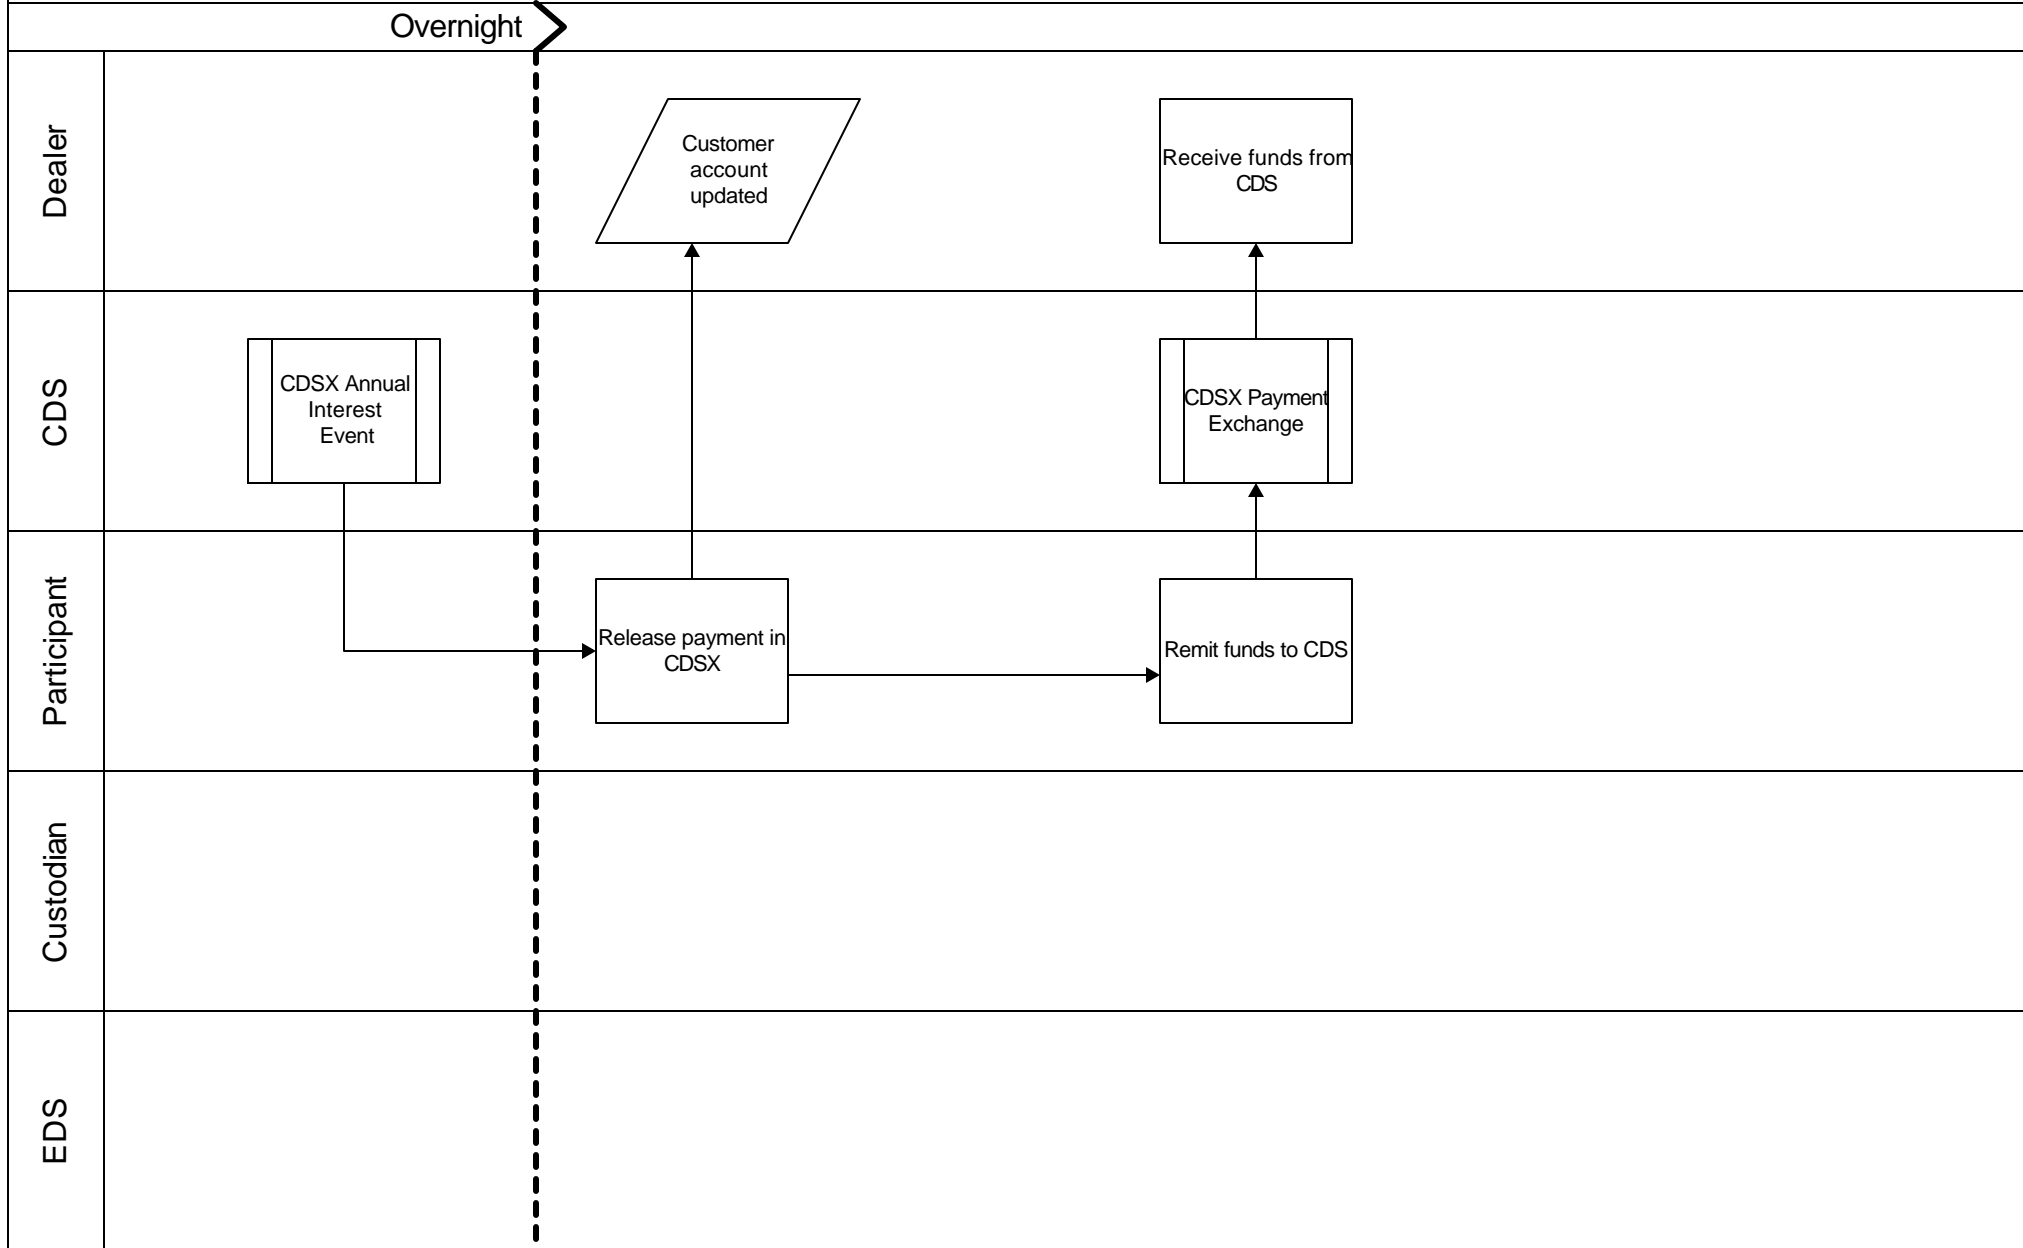 Overnight
Dealer
Customer
account
updated
Receive funds from
CDS
CDS
CDSX Annual
Interest
Event
CDSX Payment
Exchange
Participant
Release payment in
CDSX
Remit funds to CDS
Custodian
EDS